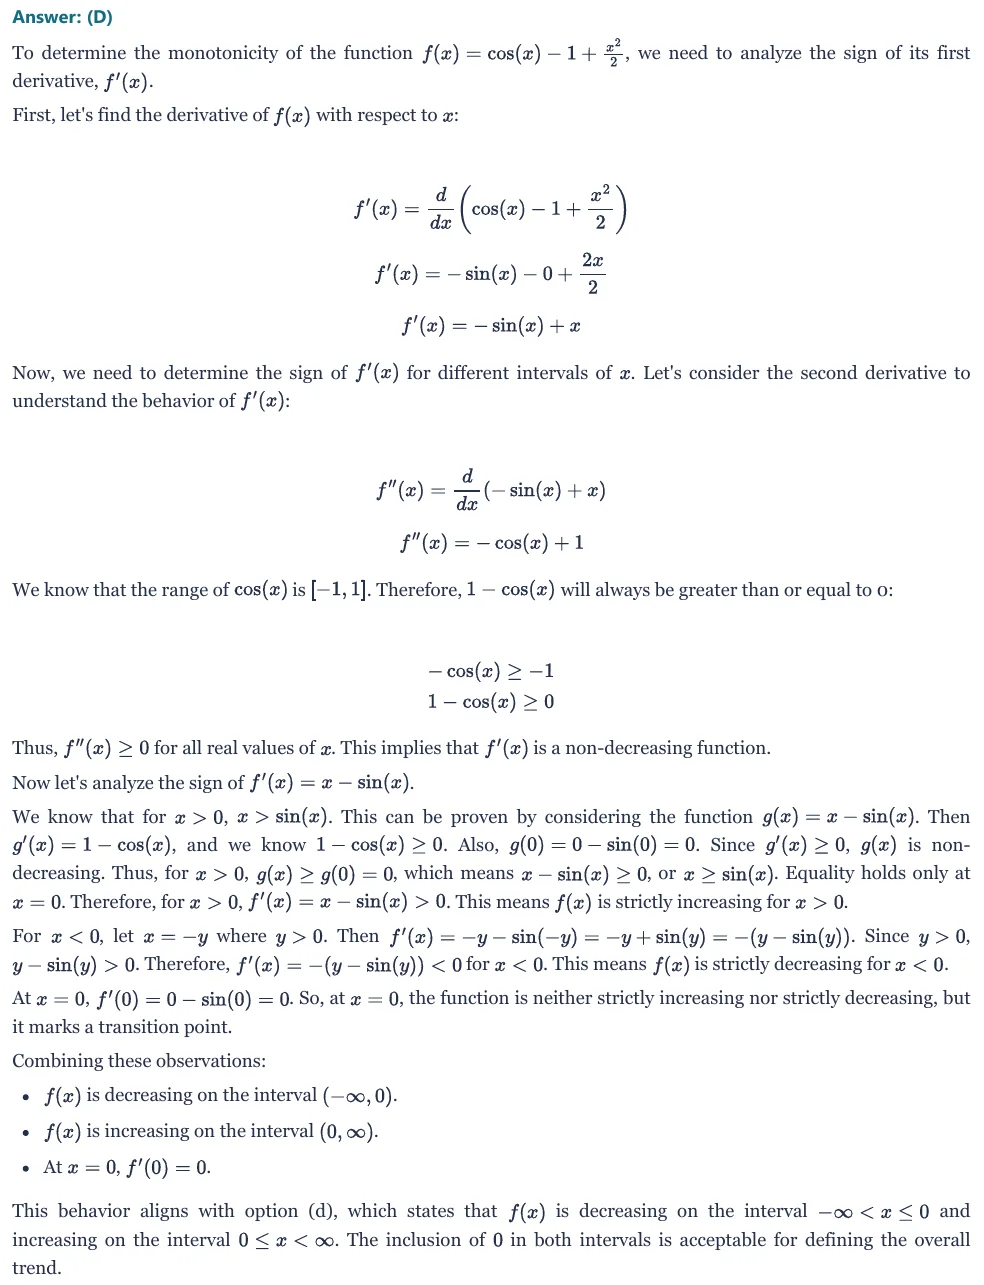 Answer: (D)
To determine the monotonicity of the function f(x) = cos(x) − 1 + x²/2, we need to analyze the sign of its first
derivative, f′(x).
First, let's find the derivative of f(x) with respect to x:
f′(x) = d/dx (cos(x) − 1 + x²/2)
f′(x) = − sin(x) − 0 + 2x/2
f′(x) = − sin(x) + x
Now, we need to determine the sign of f′(x) for different intervals of x. Let's consider the second derivative to
understand the behavior of f′(x):
f″(x) = d/dx (− sin(x) + x)
f″(x) = − cos(x) + 1
We know that the range of cos(x) is [−1, 1]. Therefore, 1 − cos(x) will always be greater than or equal to 0:
− cos(x) ≥ −1
1 − cos(x) ≥ 0
Thus, f″(x) ≥ 0 for all real values of x. This implies that f′(x) is a non-decreasing function.
Now let's analyze the sign of f′(x) = x − sin(x).
We know that for x > 0, x > sin(x). This can be proven by considering the function g(x) = x − sin(x). Then
g′(x) = 1 − cos(x), and we know 1 − cos(x) ≥ 0. Also, g(0) = 0 − sin(0) = 0. Since g′(x) ≥ 0, g(x) is non-
decreasing. Thus, for x > 0, g(x) ≥ g(0) = 0, which means x − sin(x) ≥ 0, or x ≥ sin(x). Equality holds only at
x = 0. Therefore, for x > 0, f′(x) = x − sin(x) > 0. This means f(x) is strictly increasing for x > 0.
For x < 0, let x = −y where y > 0. Then f′(x) = −y − sin(−y) = −y + sin(y) = −(y − sin(y)). Since y > 0,
y − sin(y) > 0. Therefore, f′(x) = −(y − sin(y)) < 0 for x < 0. This means f(x) is strictly decreasing for x < 0.
At x = 0, f′(0) = 0 − sin(0) = 0. So, at x = 0, the function is neither strictly increasing nor strictly decreasing, but
it marks a transition point.
Combining these observations:
• f(x) is decreasing on the interval (−∞, 0).
• f(x) is increasing on the interval (0, ∞).
• At x = 0, f′(0) = 0.
This behavior aligns with option (d), which states that f(x) is decreasing on the interval −∞ < x ≤ 0 and
increasing on the interval 0 ≤ x < ∞. The inclusion of 0 in both intervals is acceptable for defining the overall
trend.